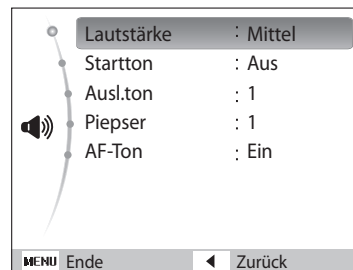 Lautstärke : Mittel
Startton : Aus
Ausl.ton : 1
Piepser : 1
AF-Ton : Ein
MENU Ende ◀ Zurück